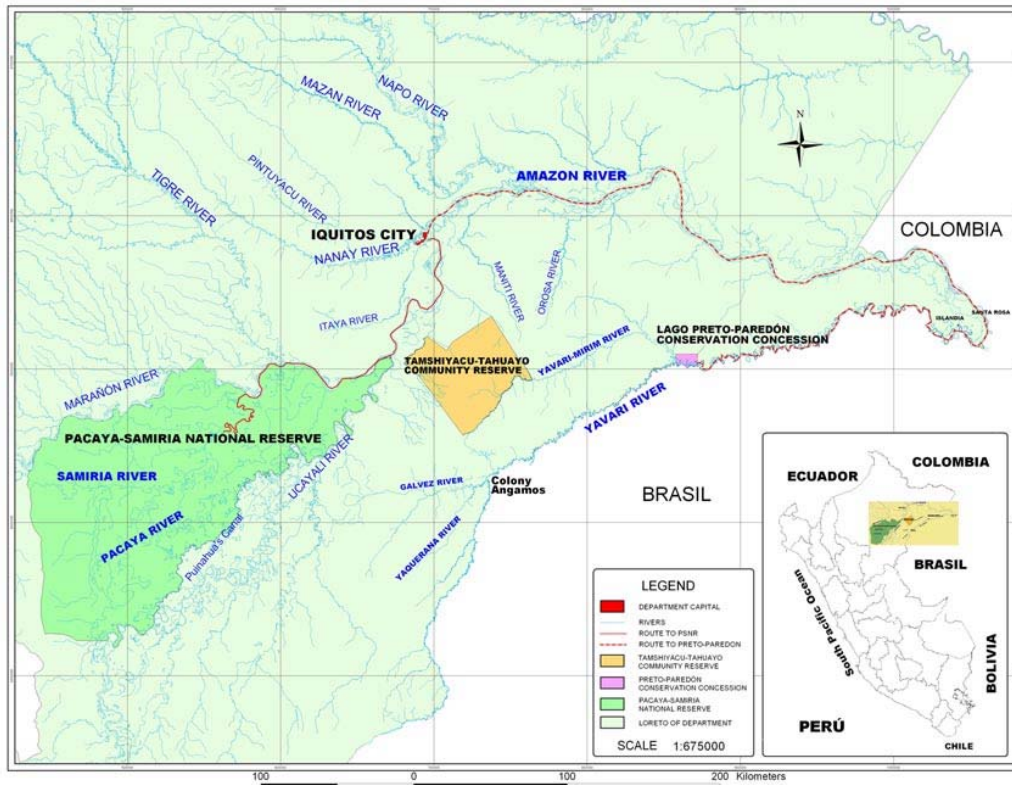 NAPO RIVER
MAZAN RIVER
AMAZON RIVER
PINTUYACU RIVER
TIGRE RIVER
N
IQUITOS CITY
NANAY RIVER
COLOMBIA
MANITI RIVER
OROSA RIVER
ITAYA RIVER
ISLANDIA
SANTA ROSA
LAGO PRETO-PAREDÓN
CONSERVATION CONCESSION
YAVARI-MIRIM RIVER
TAMSHIYACU-TAHUAYO
COMMUNITY RESERVE
MARAÑÓN RIVER
YAVARI RIVER
PACAYA-SAMIRIA NATIONAL RESERVE
UCAYALI RIVER
SAMIRIA RIVER
GALVEZ RIVER
Colony
Angamos
BRASIL
PACAYA RIVER
Puinahua's Canal
YAQUERANA RIVER
LEGEND
DEPARTMENT CAPITAL
RIVERS
ROUTE TO PSNR
ROUTE TO PRETO-PAREDON
TAMSHIYACU-TAHUAYO
COMMUNITY RESERVE
PRETO-PAREDÓN
CONSERVATION CONCESSION
PACAYA-SAMIRIA
NATIONAL RESERVE
LORETO OF DEPARTMENT
SCALE 1:675000
ECUADOR
COLOMBIA
BRASIL
South Pacific Ocean
BOLIVIA
PERÚ
CHILE
100 0 100 200 Kilometers